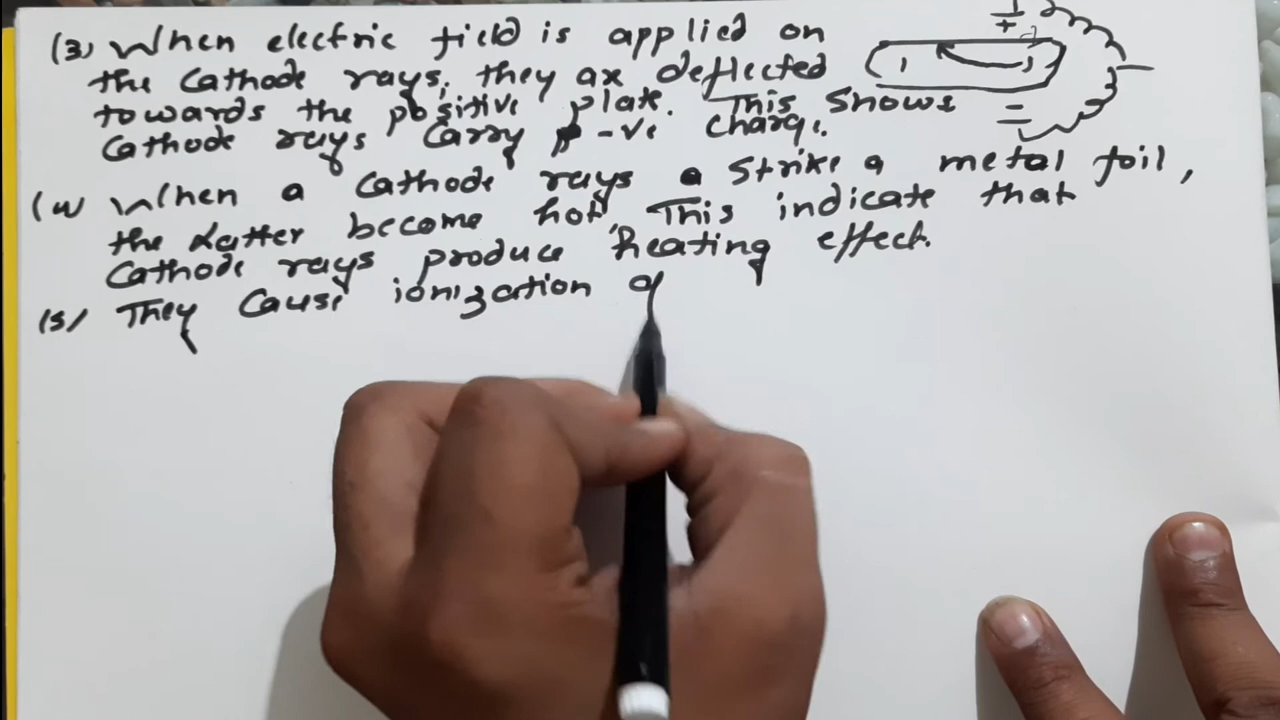 (3) When electric field is applied on
the cathode rays, they ax deflected
towards the positive plate. This shows
Cathode rays Carry -ve charge.
(4) When a Cathode rays a strike a metal foil,
the Latter become hot. This indicate that
Cathode rays produce heating effect.
(5) They Cause ionization of
+